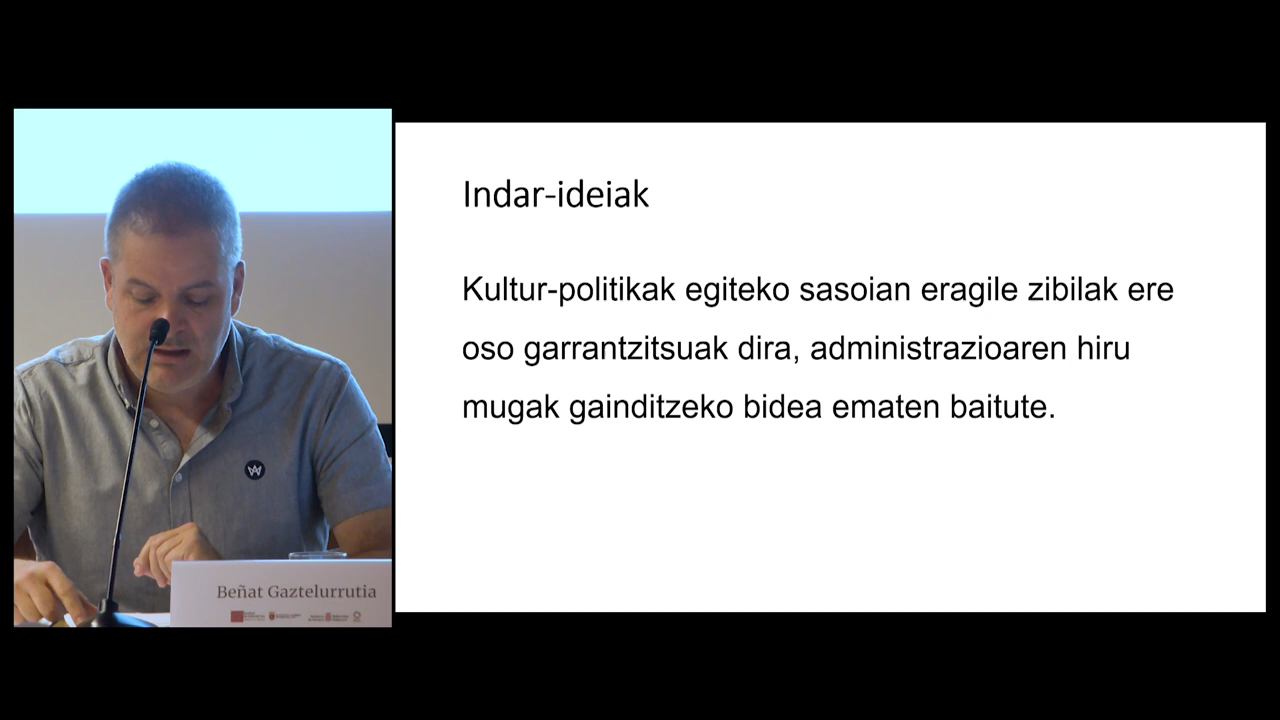 Indar-ideiak
Kultur-politikak egiteko sasoian eragile zibilak ere
oso garrantzitsuak dira, administrazioaren hiru
mugak gainditzeko bidea ematen baitute.
Beñat Gaztelurrutia